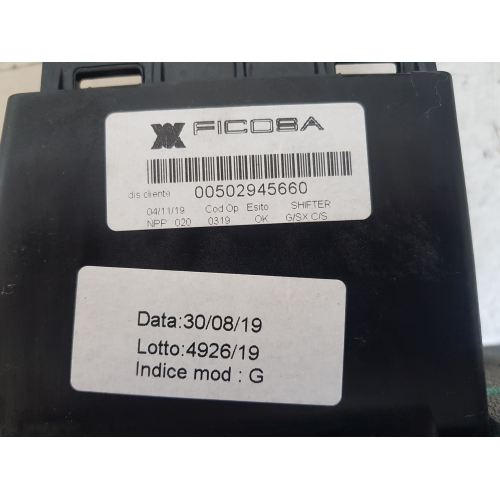 FICOSA
dis.cliente 00502945660
04/11/19 Cod Op Esito SHIFTER
NPP 020 0319 OK G/SX C/S
Data:30/08/19
Lotto:4926/19
Indice mod : G